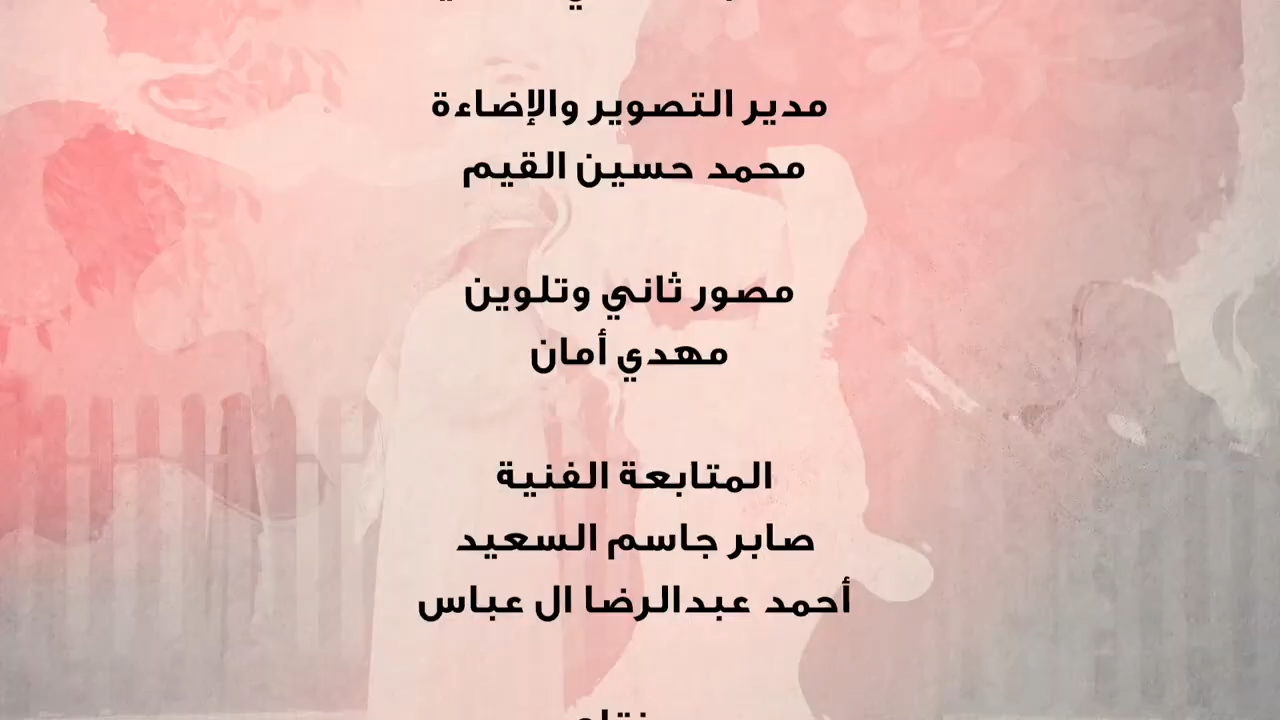 مدير التصوير والإضاءة
محمد حسين القيم
مصور ثاني وتلوين
مهدي أمان
المتابعة الفنية
صابر جاسم السعيد
أحمد عبدالرضا ال عباس